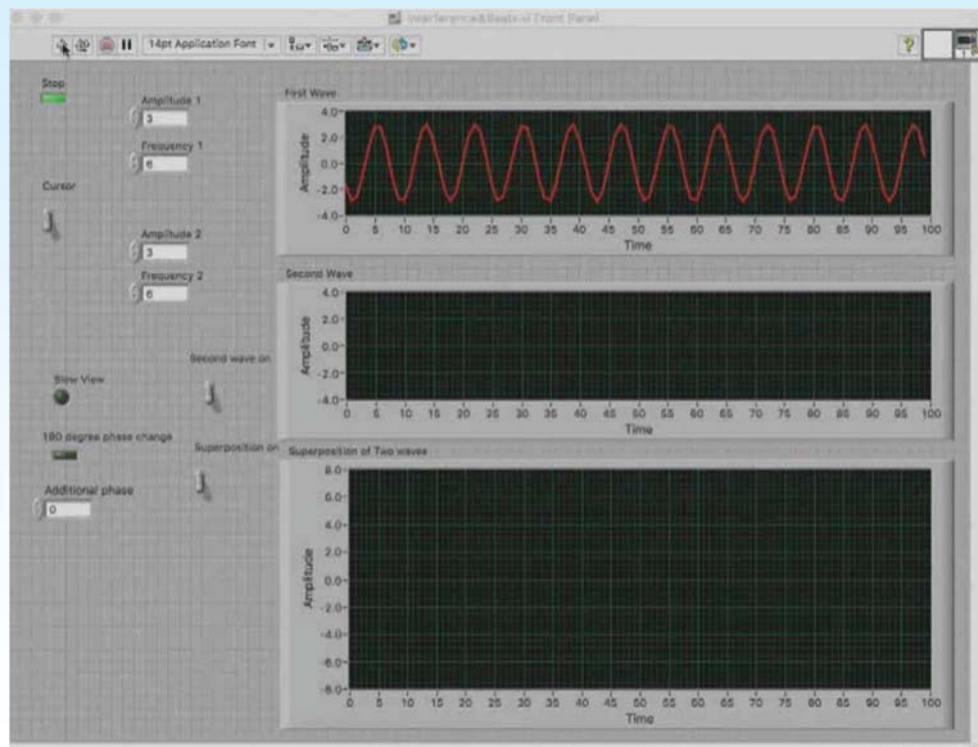 Interference&Beats.vi Front Panel
14pt Application Font
Stop
Amplitude 1
3
Frequency 1
6
Cursor
Amplitude 2
3
Frequency 2
6
Second wave on
Slow View
180 degree phase change
Superposition on
Additional phase
0
First Wave
4.0
2.0
0.0
-2.0
-4.0
Amplitude
0 5 10 15 20 25 30 35 40 45 50 55 60 65 70 75 80 85 90 95 100
Time
Second Wave
4.0
2.0
0.0
-2.0
-4.0
Amplitude
0 5 10 15 20 25 30 35 40 45 50 55 60 65 70 75 80 85 90 95 100
Time
Superposition of Two waves
8.0
6.0
4.0
2.0
0.0
-2.0
-4.0
-6.0
-8.0
Amplitude
0 5 10 15 20 25 30 35 40 45 50 55 60 65 70 75 80 85 90 95 100
Time